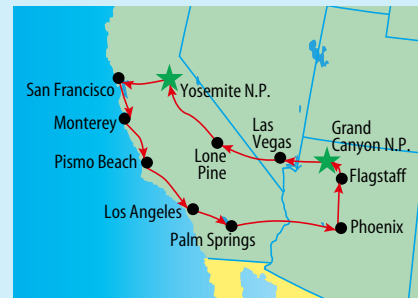 San Francisco
Yosemite N.P.
Monterey
Las
Vegas
Grand
Canyon N.P.
Pismo Beach
Lone
Pine
Flagstaff
Los Angeles
Palm Springs
Phoenix